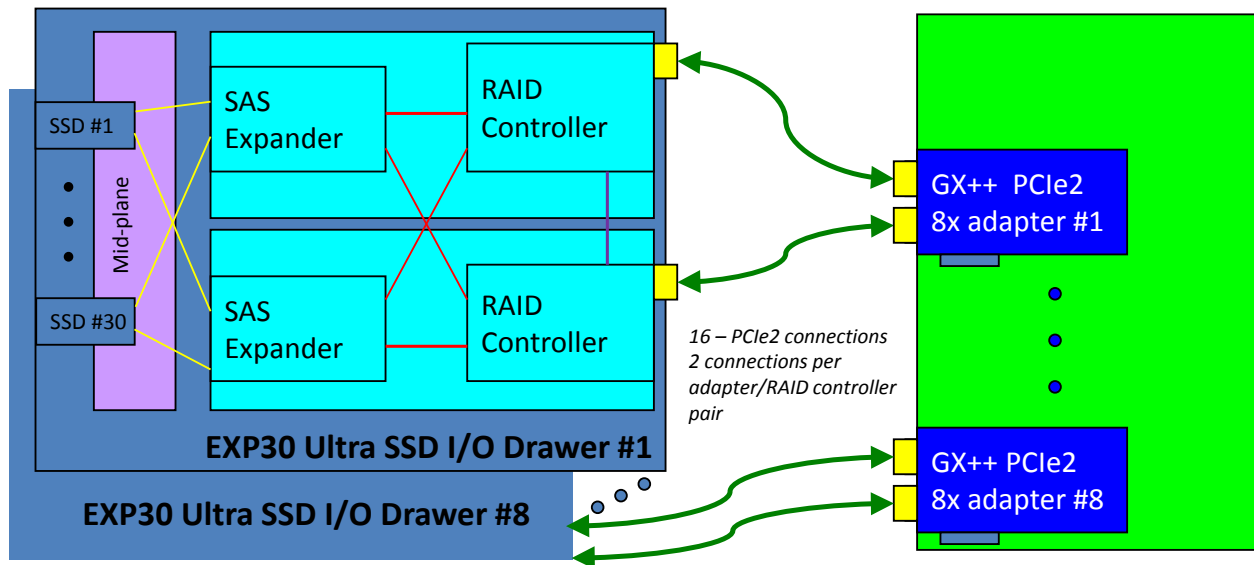 SSD #1
SSD #30
Mid-plane
SAS
Expander
RAID
Controller
SAS
Expander
RAID
Controller
EXP30 Ultra SSD I/O Drawer #1
EXP30 Ultra SSD I/O Drawer #8
16 – PCIe2 connections
2 connections per
adapter/RAID controller
pair
GX++ PCIe2
8x adapter #1
GX++ PCIe2
8x adapter #8